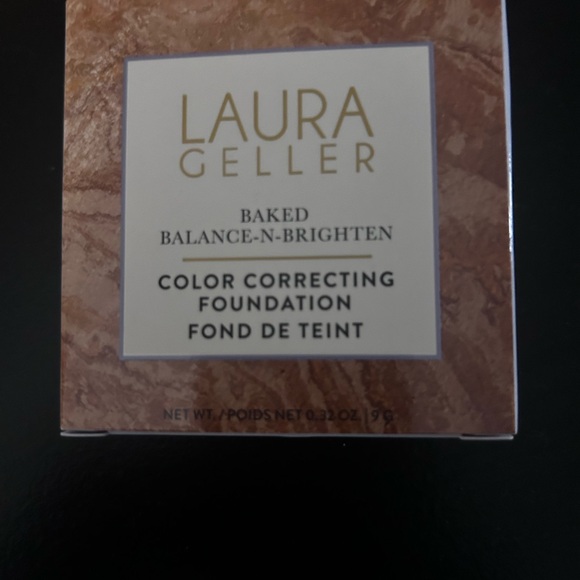 LAURA
GELLER
BAKED
BALANCE-N-BRIGHTEN
COLOR CORRECTING
FOUNDATION
FOND DE TEINT
NET WT. / POIDS NET 0.32 OZ. | 9 G